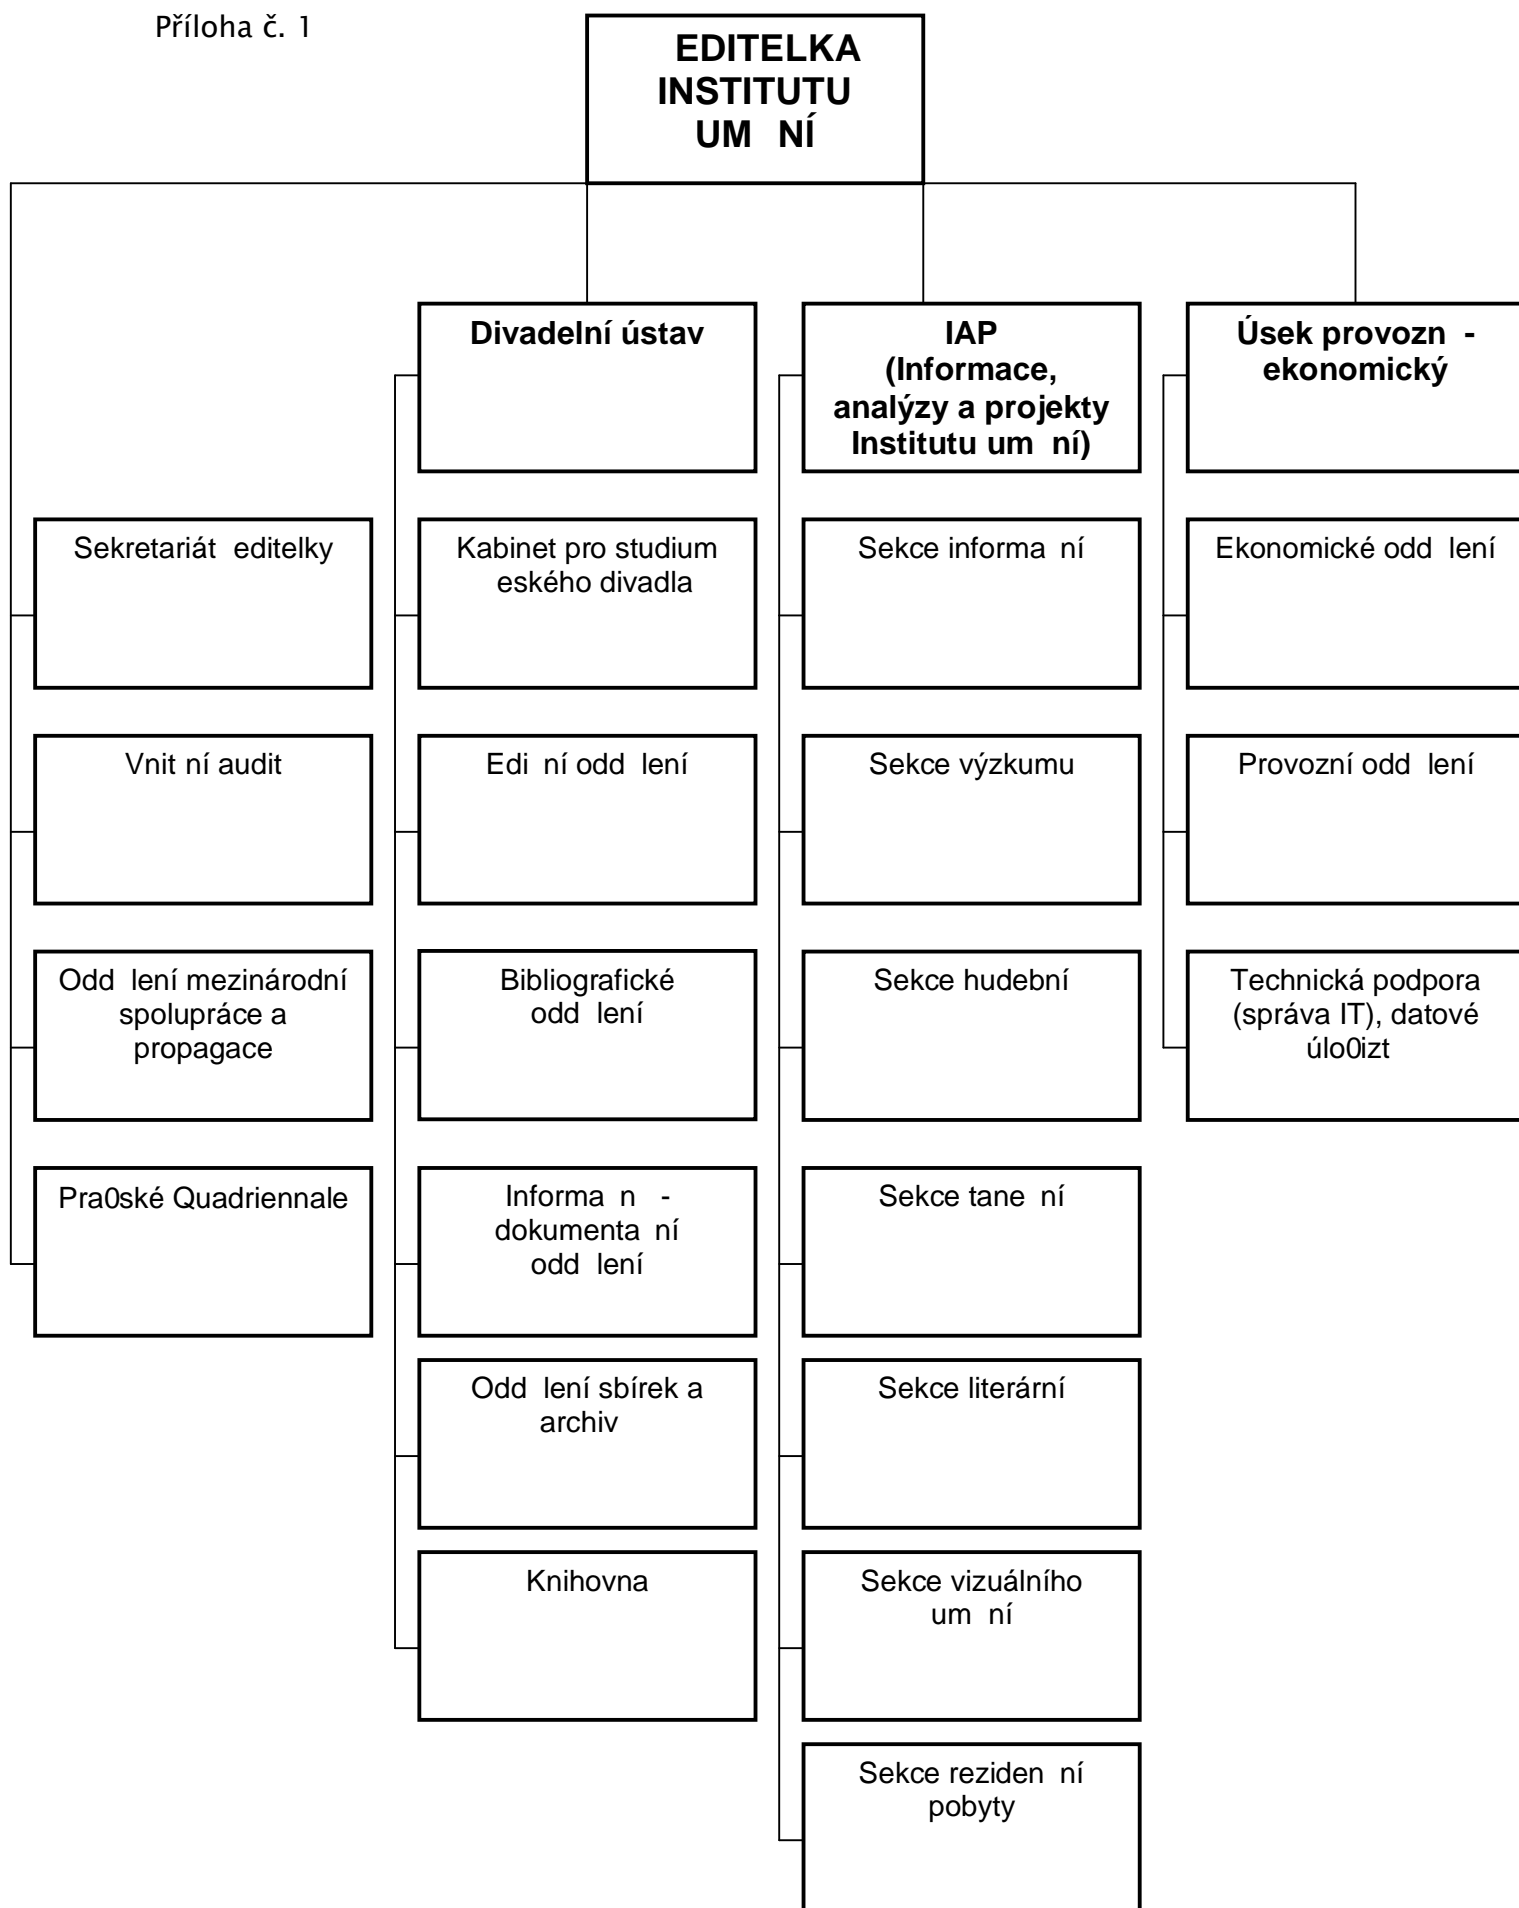 Příloha č. 1
EDITELKA
INSTITUTU
UM NÍ
Divadelní ústav
IAP
(Informace,
analýzy a projekty
Institutu um ní)
Úsek provozn -
ekonomický
Sekretariát editelky
Kabinet pro studium
eského divadla
Sekce informa ní
Ekonomické odd lení
Vnit ní audit
Edi ní odd lení
Sekce výzkumu
Provozní odd lení
Odd lení mezinárodní
spolupráce a
propagace
Bibliografické
odd lení
Sekce hudební
Technická podpora
(správa IT), datové
úlo0izt
Pra0ské Quadriennale
Informa n -
dokumenta ní
odd lení
Sekce tane ní
Odd lení sbírek a
archiv
Sekce literární
Knihovna
Sekce vizuálního
um ní
Sekce reziden ní
pobyty